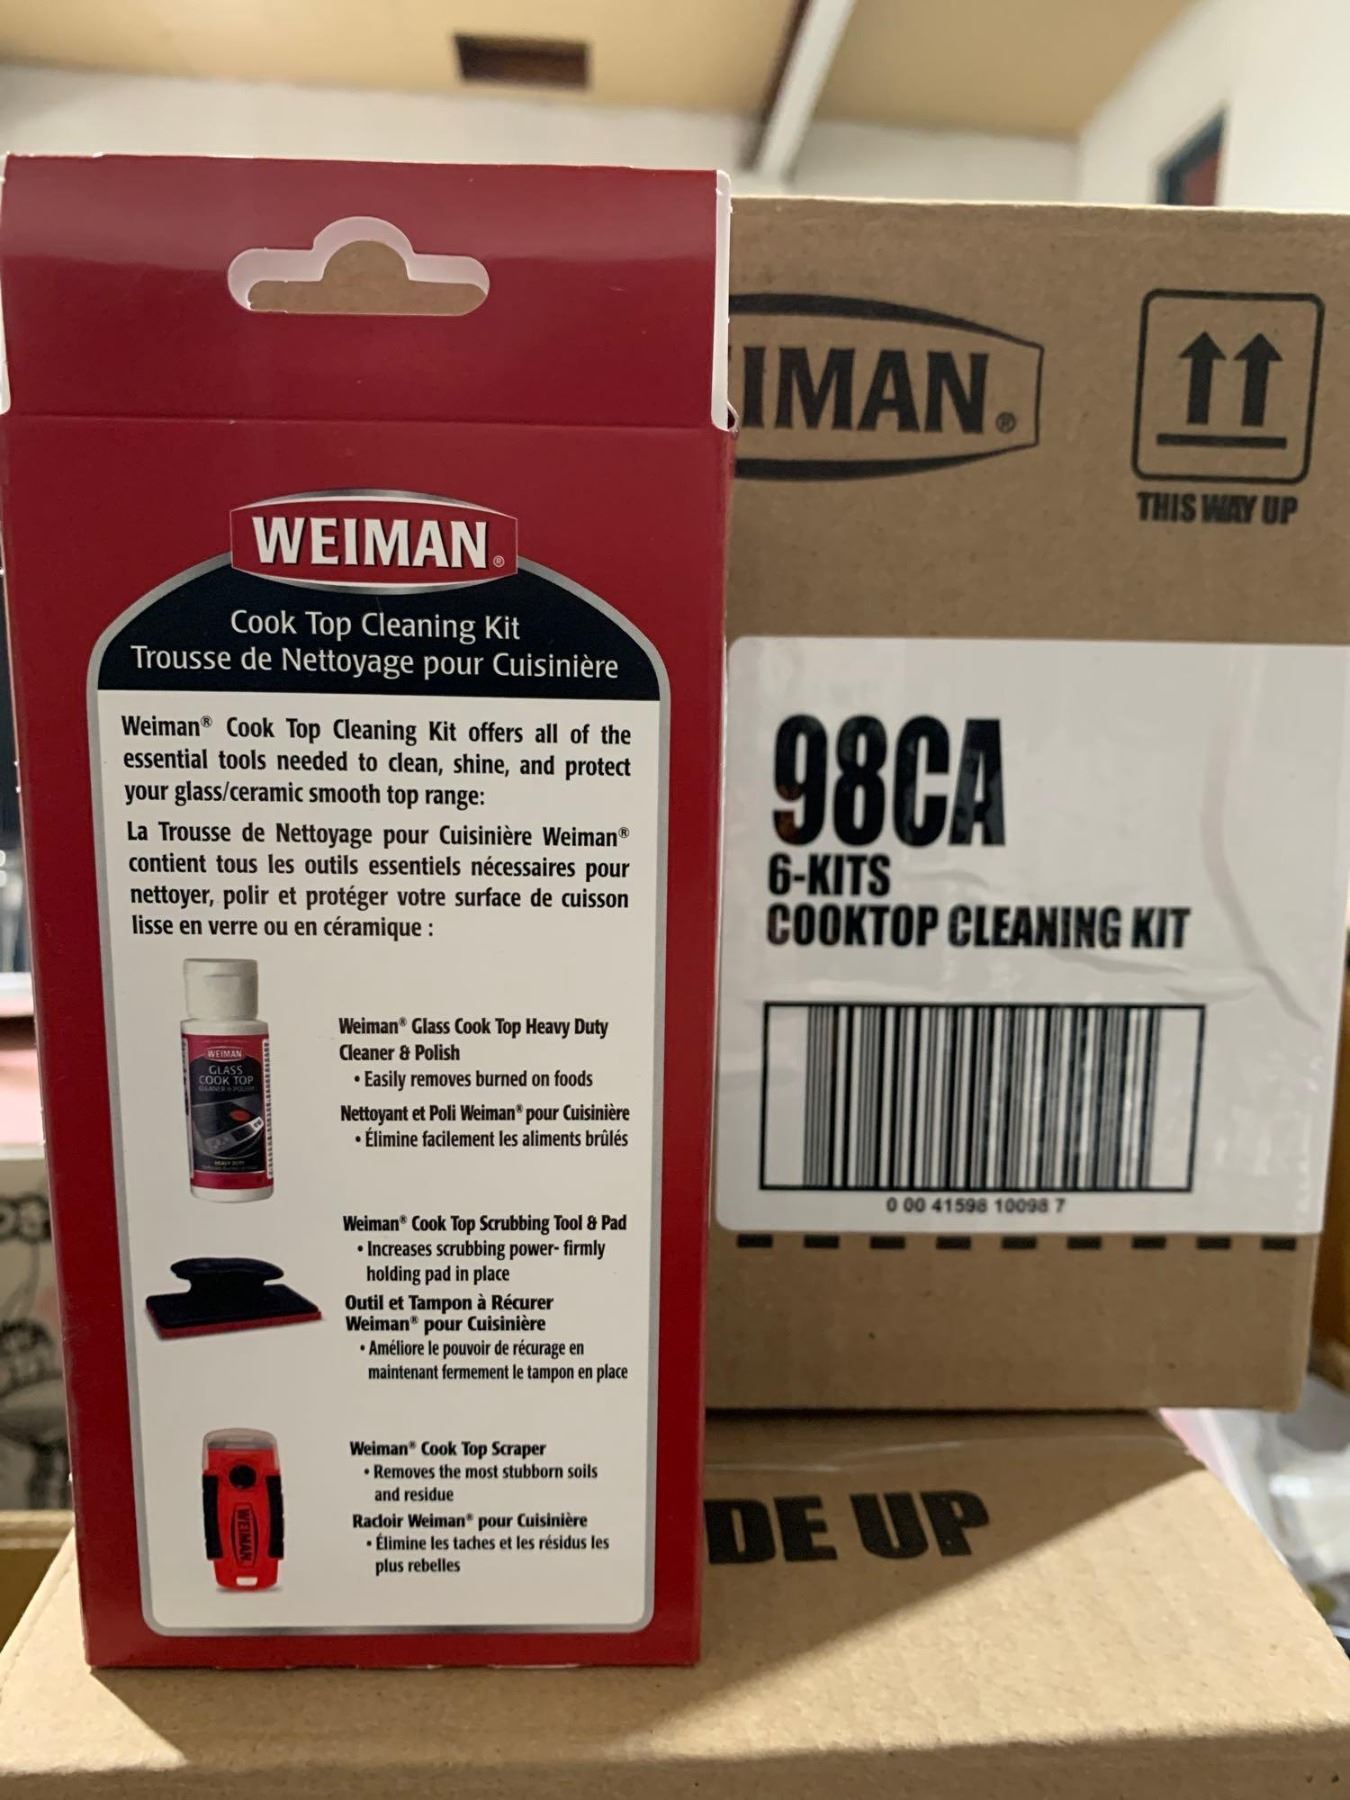 WEIMAN®
Cook Top Cleaning Kit
Trousse de Nettoyage pour Cuisinière
Weiman® Cook Top Cleaning Kit offers all of the
essential tools needed to clean, shine, and protect
your glass/ceramic smooth top range:
La Trousse de Nettoyage pour Cuisinière Weiman®
contient tous les outils essentiels nécessaires pour
nettoyer, polir et protéger votre surface de cuisson
lisse en verre ou en céramique :
WEIMAN
GLASS
COOK TOP
CLEANER & POLISH
HEAVY DUTY
Weiman® Glass Cook Top Heavy Duty
Cleaner & Polish
• Easily removes burned on foods
Nettoyant et Poli Weiman® pour Cuisinière
• Élimine facilement les aliments brûlés
Weiman® Cook Top Scrubbing Tool & Pad
• Increases scrubbing power- firmly
holding pad in place
Outil et Tampon à Récurer
Weiman® pour Cuisinière
• Améliore le pouvoir de récurage en
maintenant fermement le tampon en place
WEIMAN
Weiman® Cook Top Scraper
• Removes the most stubborn soils
and residue
Racloir Weiman® pour Cuisinière
• Élimine les taches et les résidus les
plus rebelles
IMAN®
THIS WAY UP
98CA
6-KITS
COOKTOP CLEANING KIT
0 00 41598 10098 7
DE UP